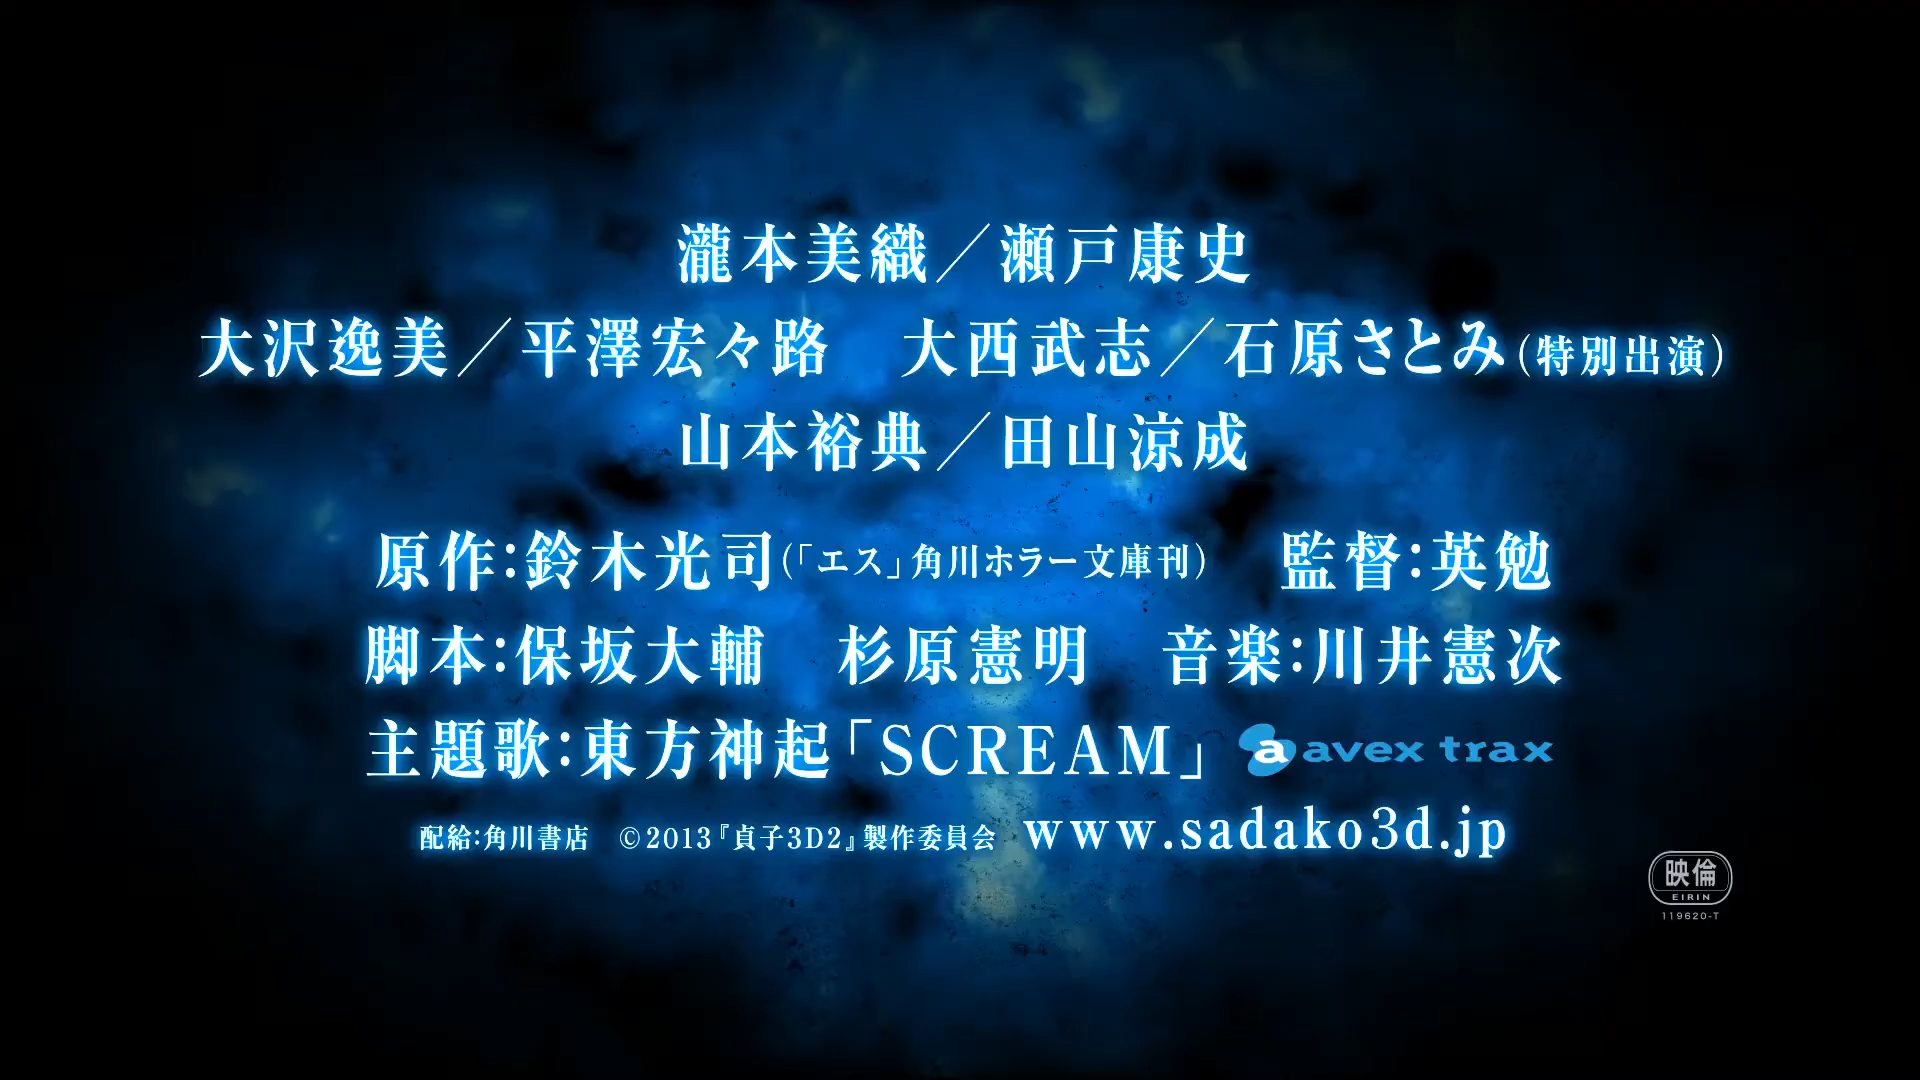 瀧本美織／瀬戸康史
大沢逸美／平澤宏々路　大西武志／石原さとみ(特別出演)
山本裕典／田山涼成
原作:鈴木光司(「エス」角川ホラー文庫刊)　監督:英勉
脚本:保坂大輔　杉原憲明　音楽:川井憲次
主題歌:東方神起「SCREAM」 a avex trax
配給:角川書店　©2013『貞子3D2』製作委員会 www.sadako3d.jp
映倫
EIRIN
119620-T